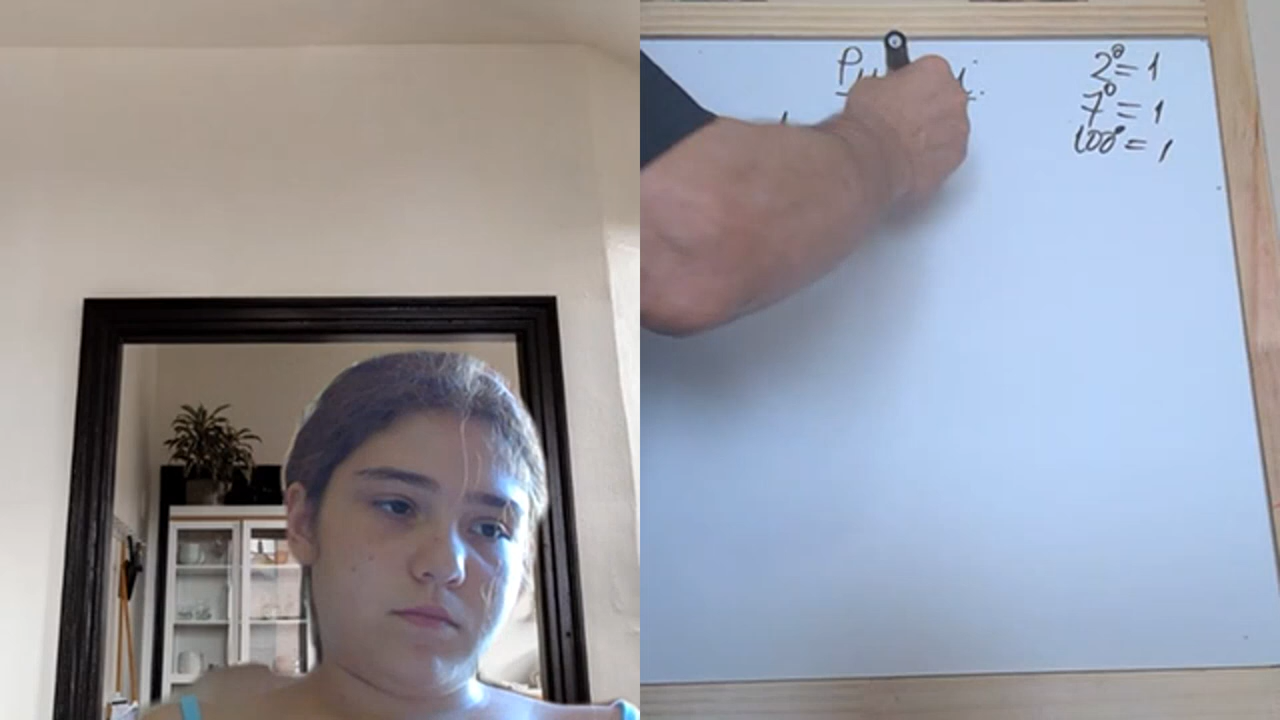 2⁰ = 1
7⁰ = 1
100⁰ = 1